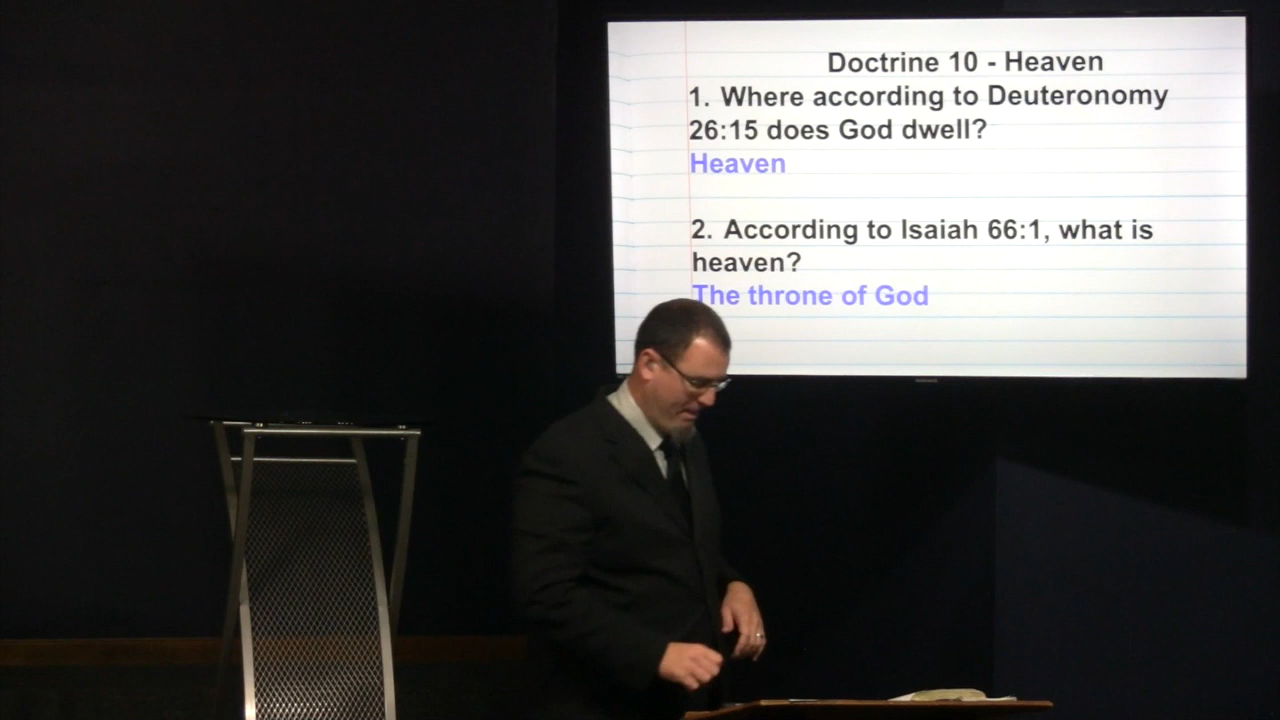 Doctrine 10 - Heaven
1. Where according to Deuteronomy
26:15 does God dwell?
Heaven
2. According to Isaiah 66:1, what is
heaven?
The throne of God